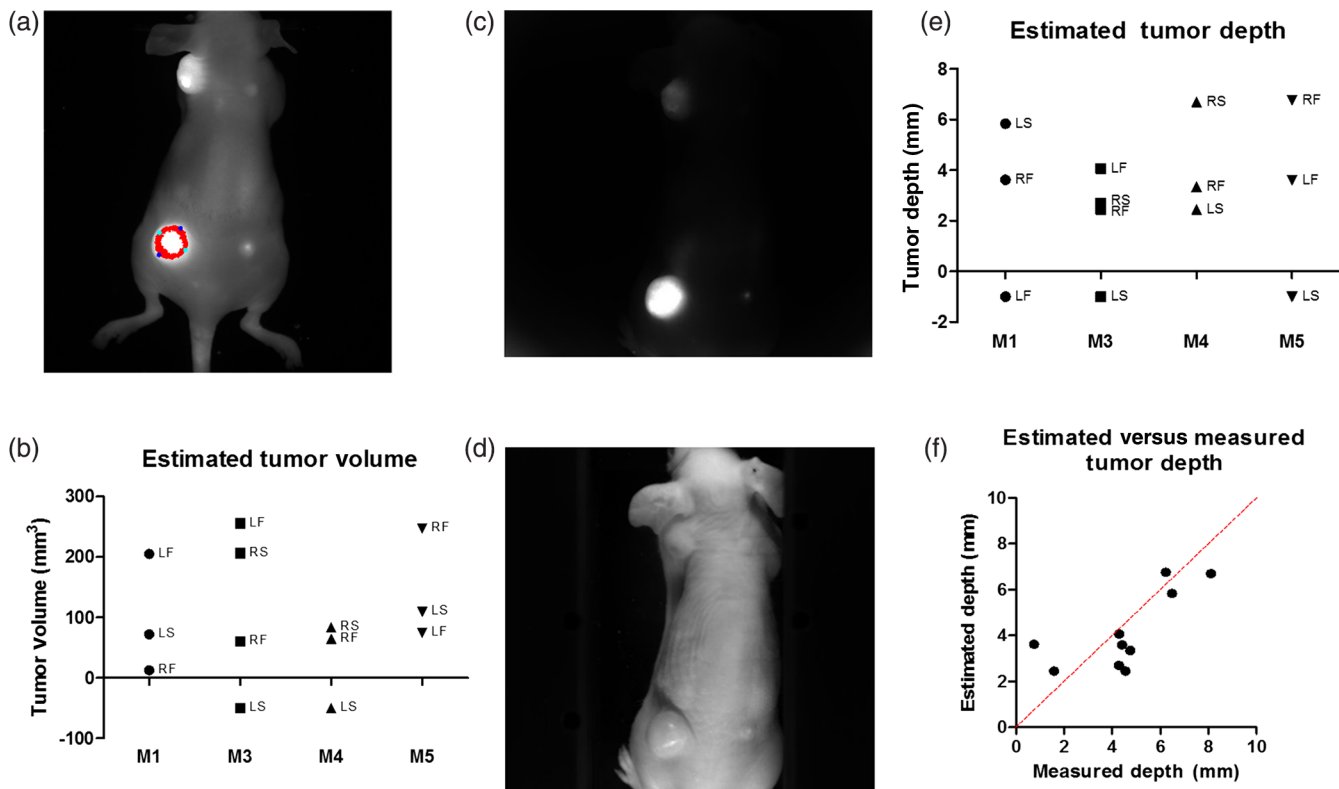 (a)
(b)
Estimated tumor volume
Tumor Volume (mm³)
300
200
100
0
-100
LF
LS
RF
LF
RS
RF
LS
RS
RF
LS
RF
LS
LF
M1
M3
M4
M5
(c)
(d)
(e)
Estimated tumor depth
Tumor depth (mm)
8
6
4
2
0
-2
LS
RF
LF
LF
RS
RF
LS
RS
RF
LS
RF
LF
LS
M1
M3
M4
M5
(f)
Estimated versus measured
tumor depth
Estimated depth (mm)
10
8
6
4
2
0
0
2
4
6
8
10
Measured depth (mm)